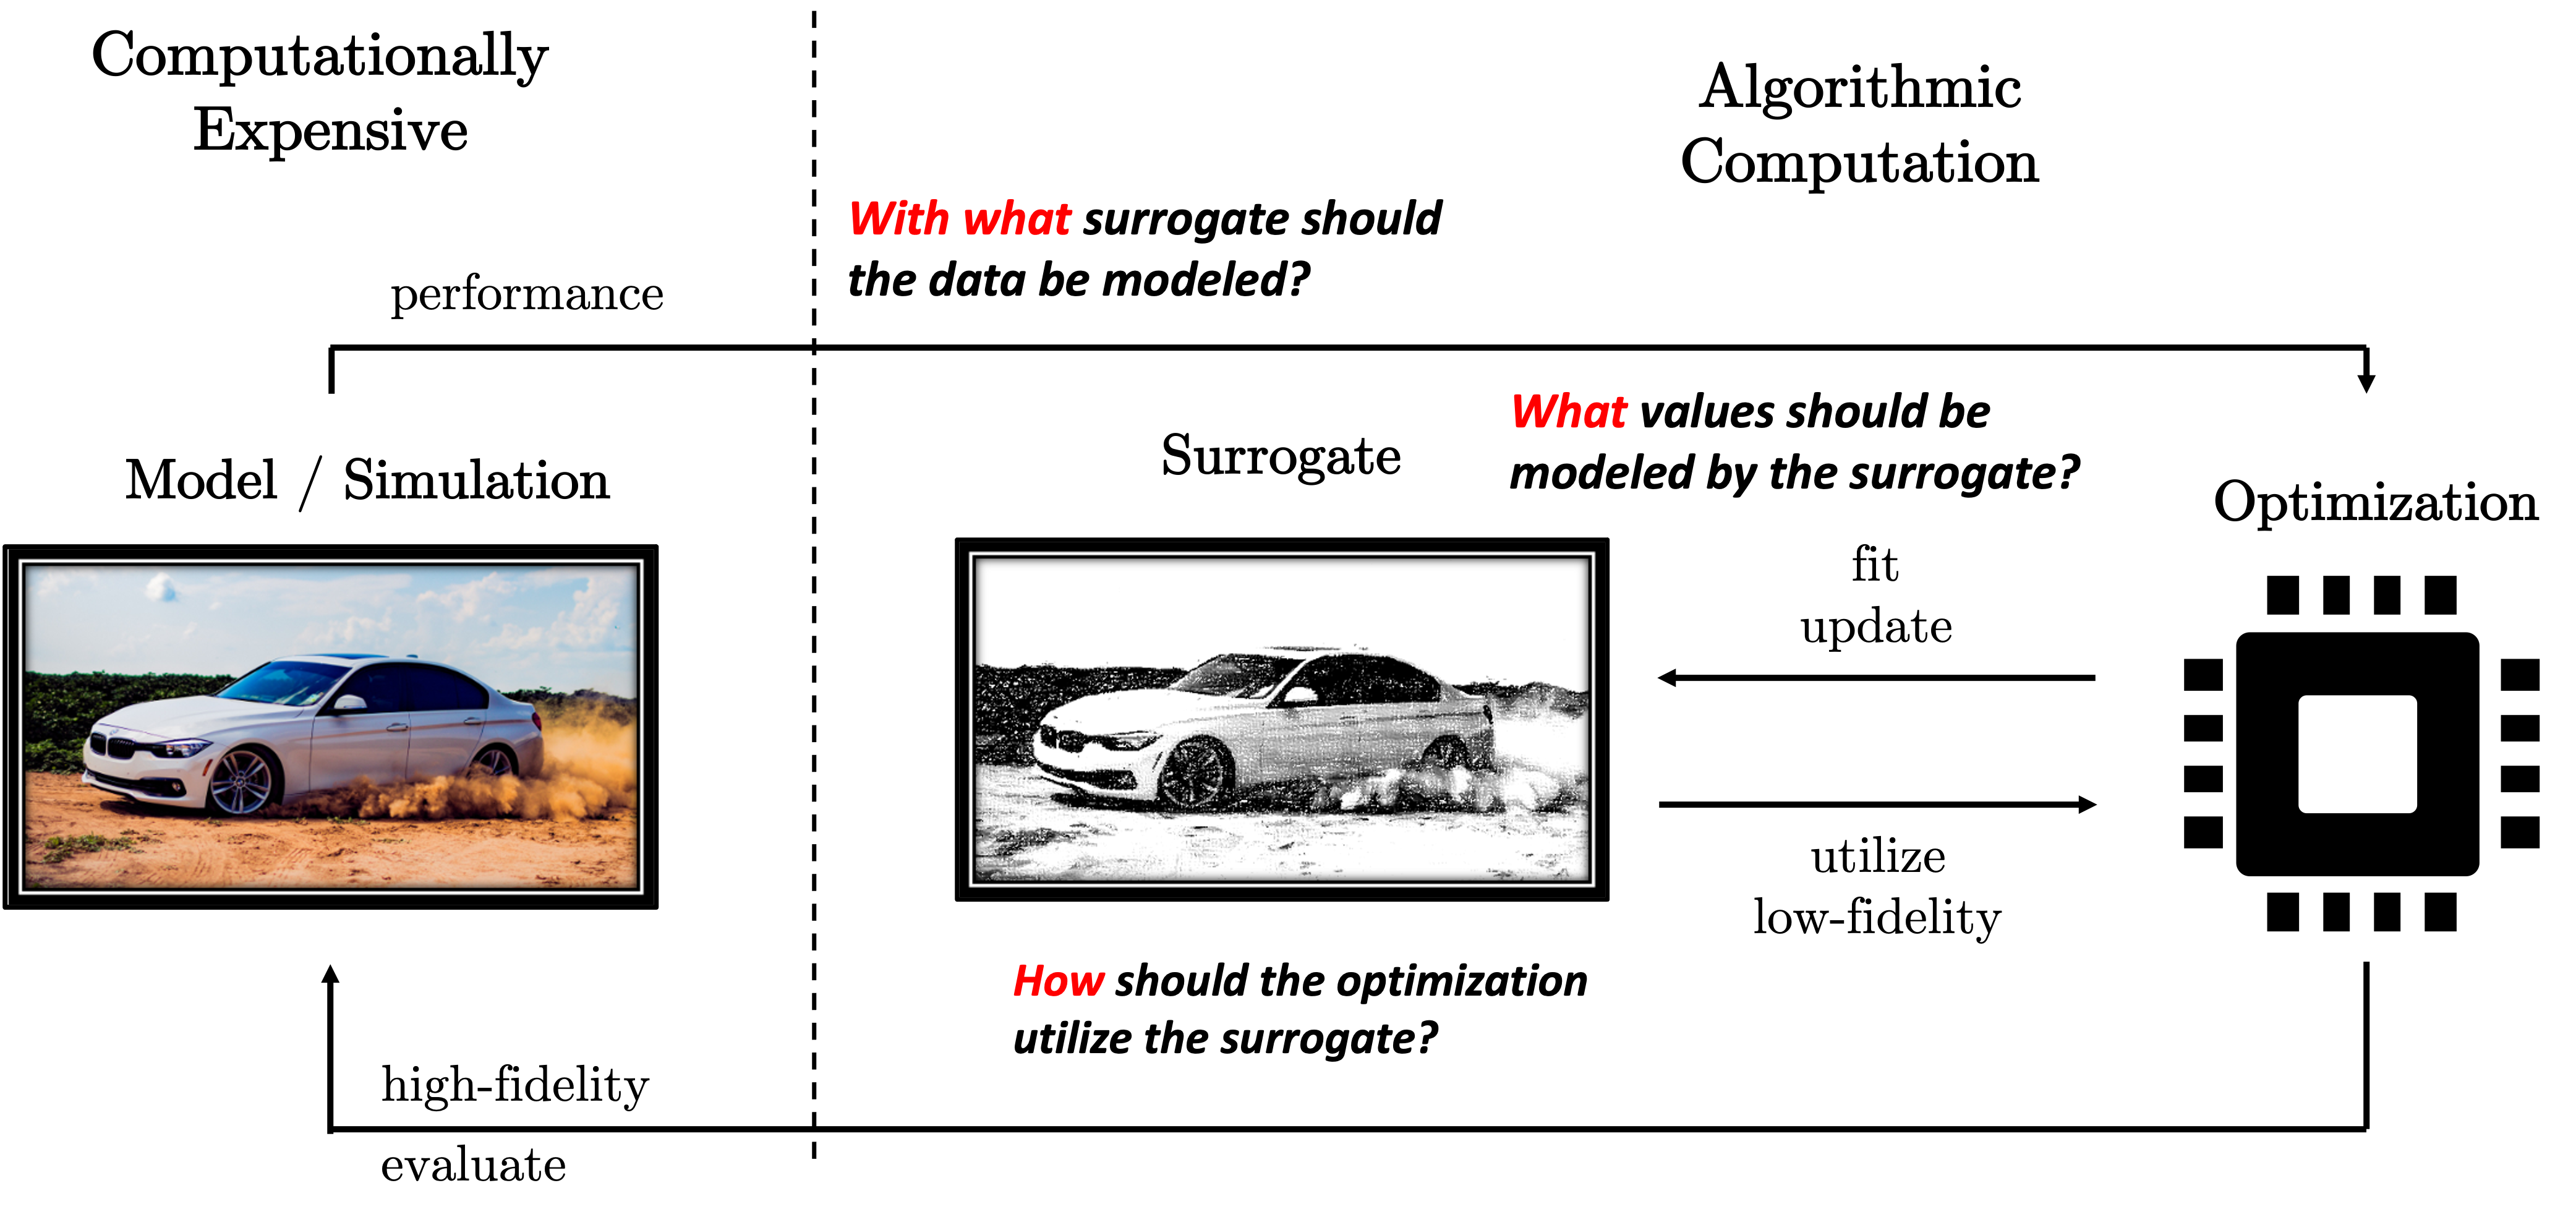 Computationally
Expensive
Algorithmic
Computation
With what surrogate should
the data be modeled?
performance
What values should be
modeled by the surrogate?
Model / Simulation
Surrogate
Optimization
fit
update
utilize
low-fidelity
How should the optimization
utilize the surrogate?
high-fidelity
evaluate